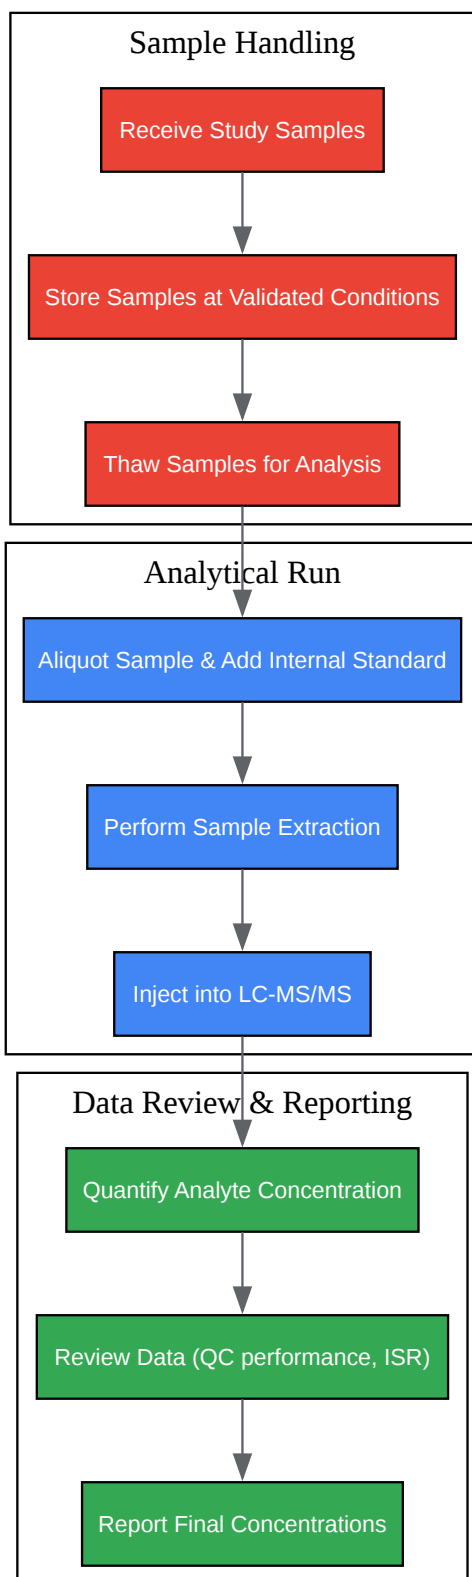 Sample Handling
Receive Study Samples
Store Samples at Validated Conditions
Thaw Samples for Analysis
Analytical Run
Aliquot Sample & Add Internal Standard
Perform Sample Extraction
Inject into LC-MS/MS
Data Review & Reporting
Quantify Analyte Concentration
Review Data (QC performance, ISR)
Report Final Concentrations